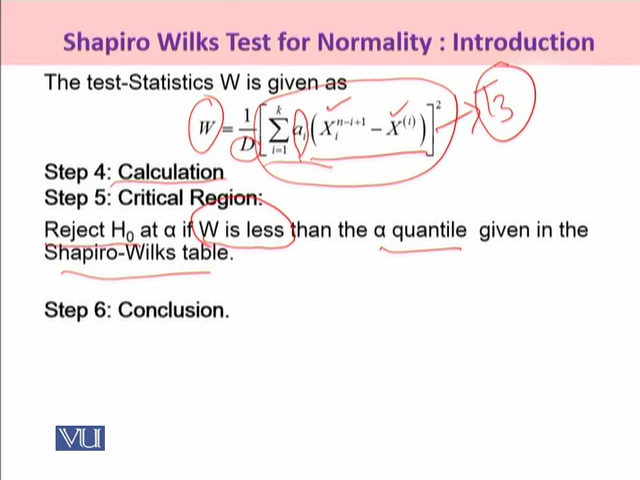 Shapiro Wilks Test for Normality : Introduction
The test-Statistics W is given as
W = 1/D [ ∑_{i=1}^{k} a_i ( X_i^{n-i+1} − X^{(i)} ) ]^2 → T3
Step 4: Calculation
Step 5: Critical Region:
Reject H₀ at α if W is less than the α quantile given in the
Shapiro-Wilks table.
Step 6: Conclusion.
VU